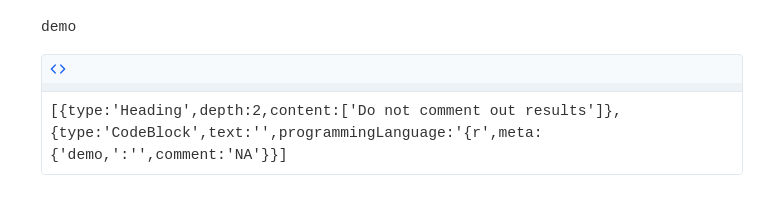 demo
[{type:'Heading',depth:2,content:['Do not comment out results']},
{type:'CodeBlock',text:'',programmingLanguage:'{r',meta:
{'demo,':'',comment:'NA'}}]